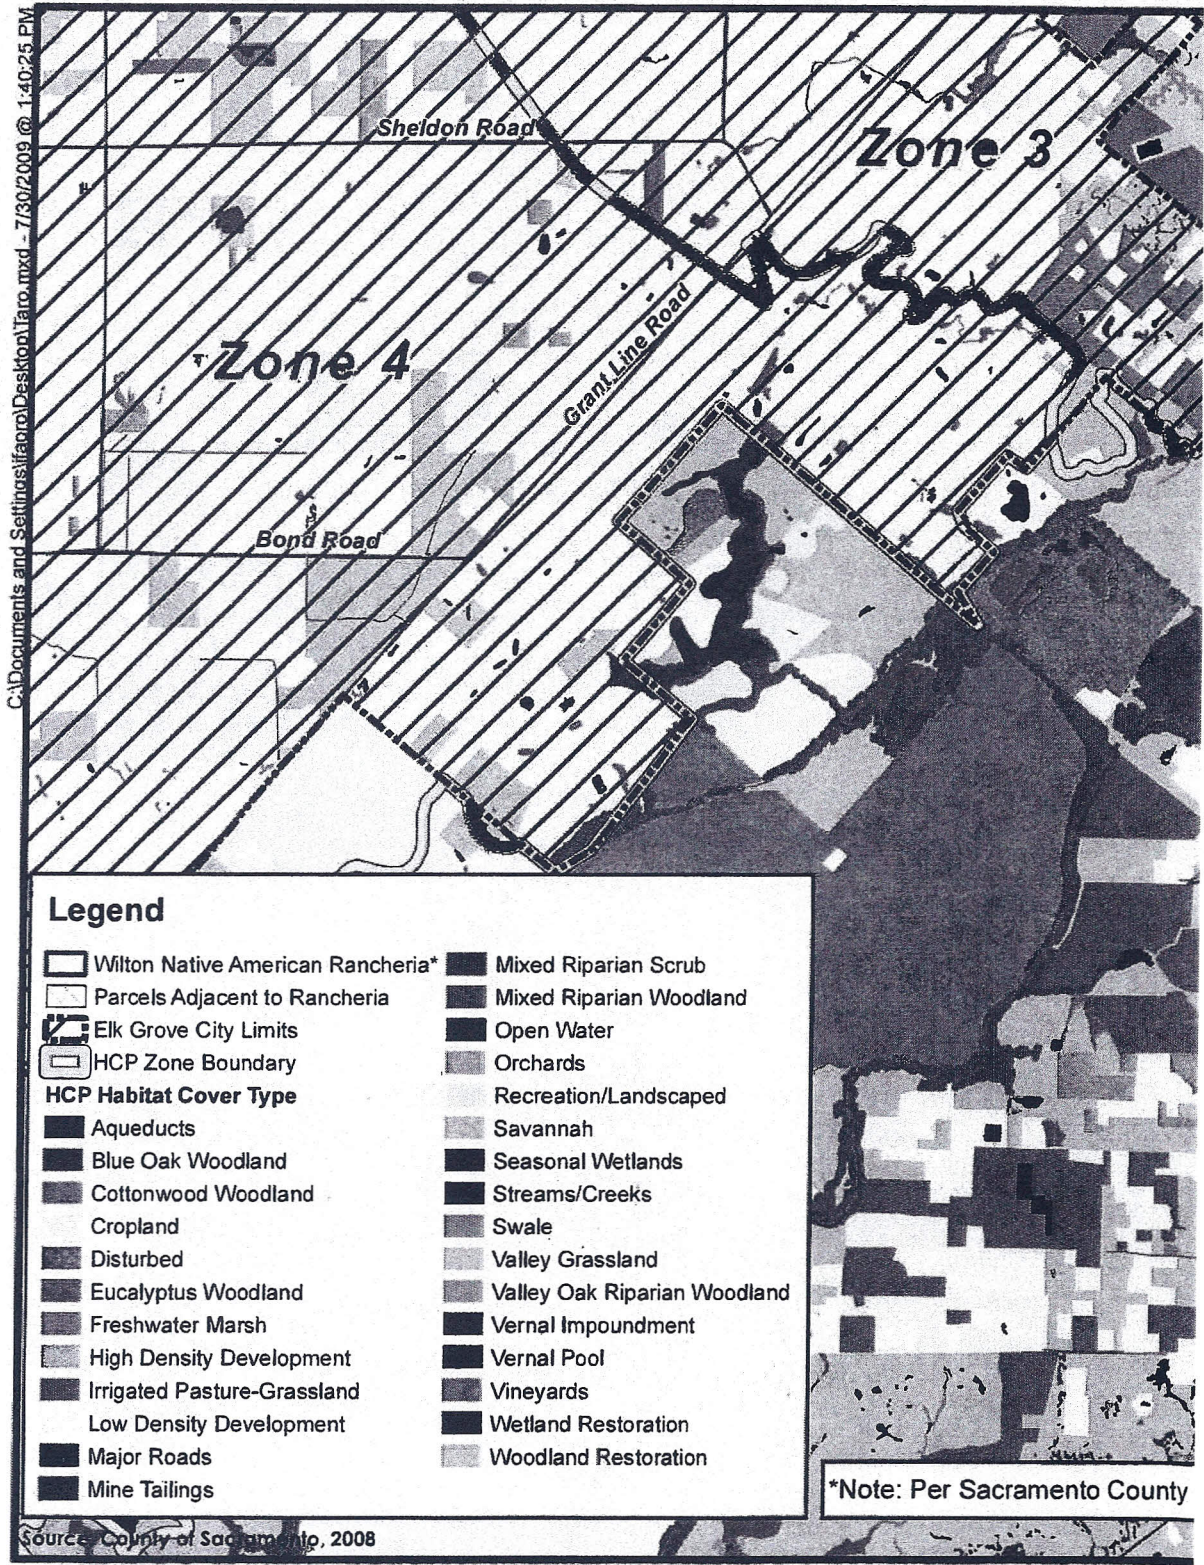 C:\Documents and Settings\lfaoro\Desktop\Taro.mxd - 7/30/2009 @ 1:40:25 PM
Sheldon Road
Zone 3
Zone 4
Grant Line Road
Bond Road
Legend
Wilton Native American Rancheria*
Parcels Adjacent to Rancheria
Elk Grove City Limits
HCP Zone Boundary
HCP Habitat Cover Type
Aqueducts
Blue Oak Woodland
Cottonwood Woodland
Cropland
Disturbed
Eucalyptus Woodland
Freshwater Marsh
High Density Development
Irrigated Pasture-Grassland
Low Density Development
Major Roads
Mine Tailings
Mixed Riparian Scrub
Mixed Riparian Woodland
Open Water
Orchards
Recreation/Landscaped
Savannah
Seasonal Wetlands
Streams/Creeks
Swale
Valley Grassland
Valley Oak Riparian Woodland
Vernal Impoundment
Vernal Pool
Vineyards
Wetland Restoration
Woodland Restoration
*Note: Per Sacramento County
Source: County of Sacramento, 2008